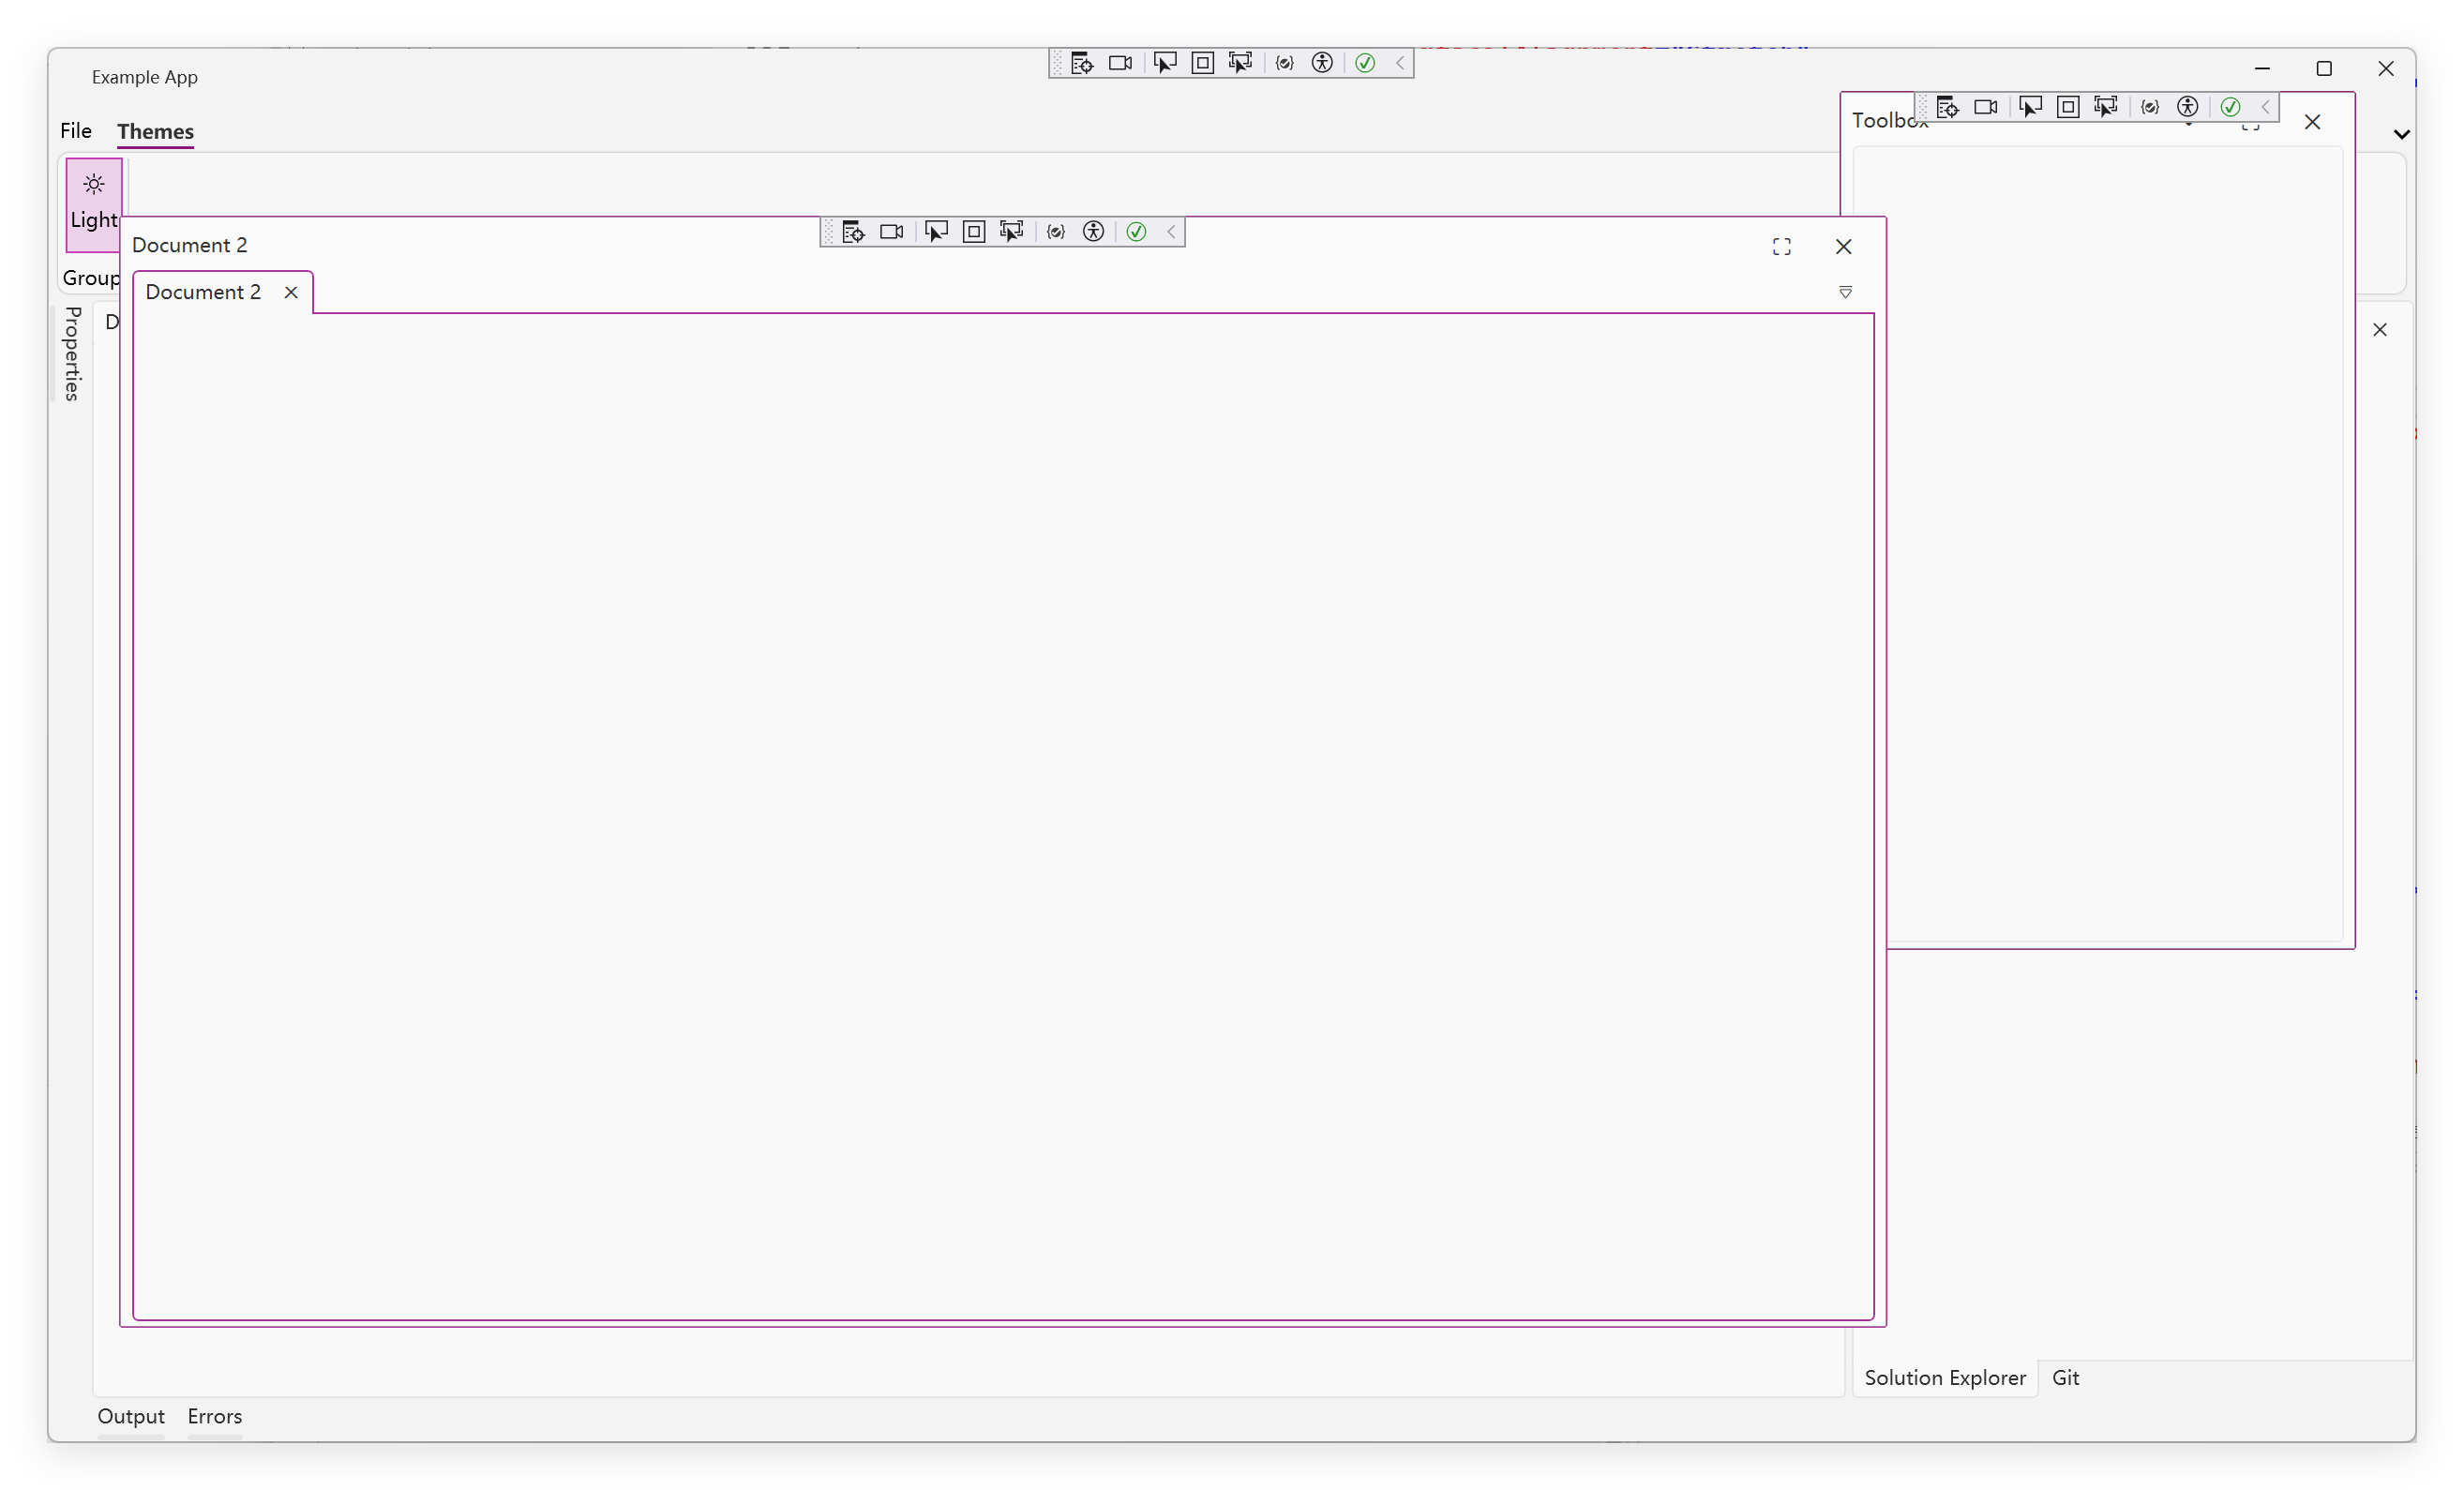 Example App
File Themes
Toolbox
Light
Group
Document 2
Document 2
Properties
D
Solution Explorer Git
Output Errors